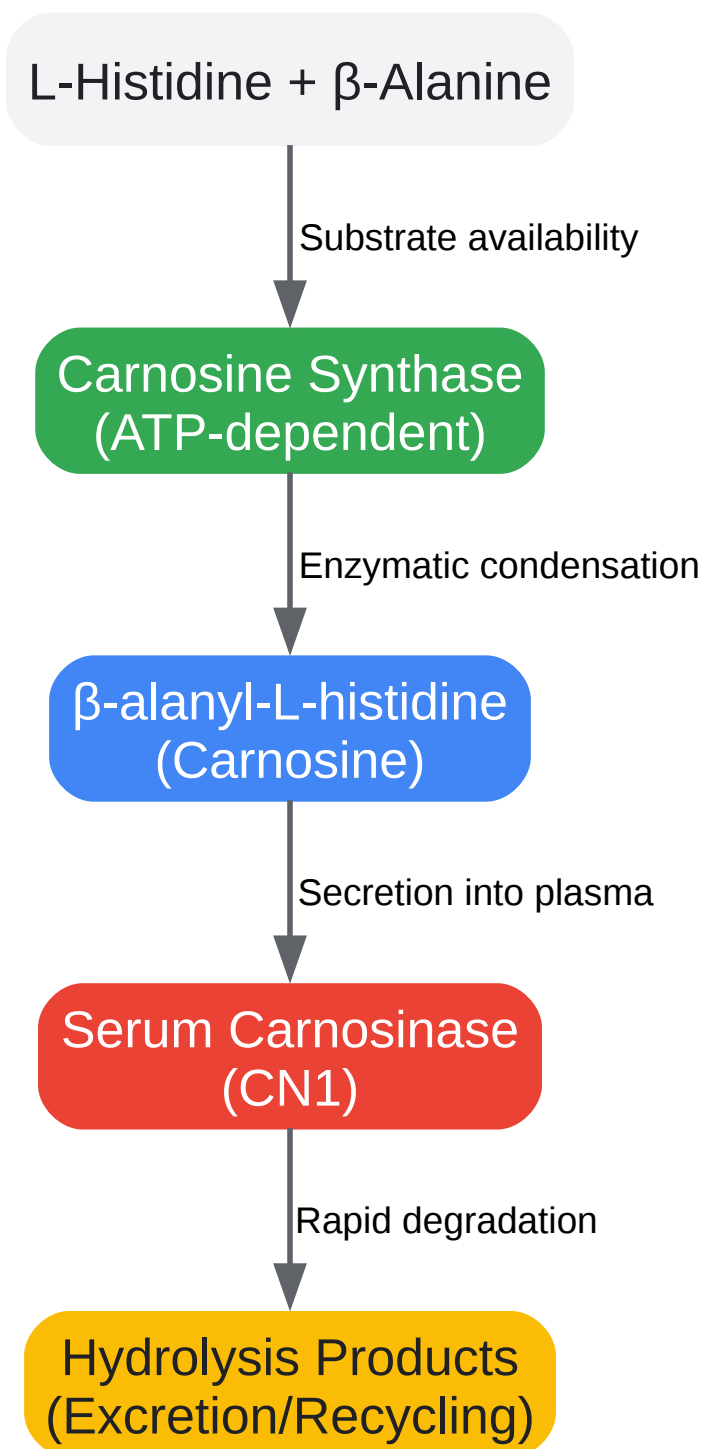 L-Histidine + β-Alanine
Substrate availability
Carnosine Synthase
(ATP-dependent)
Enzymatic condensation
β-alanyl-L-histidine
(Carnosine)
Secretion into plasma
Serum Carnosinase
(CN1)
Rapid degradation
Hydrolysis Products
(Excretion/Recycling)